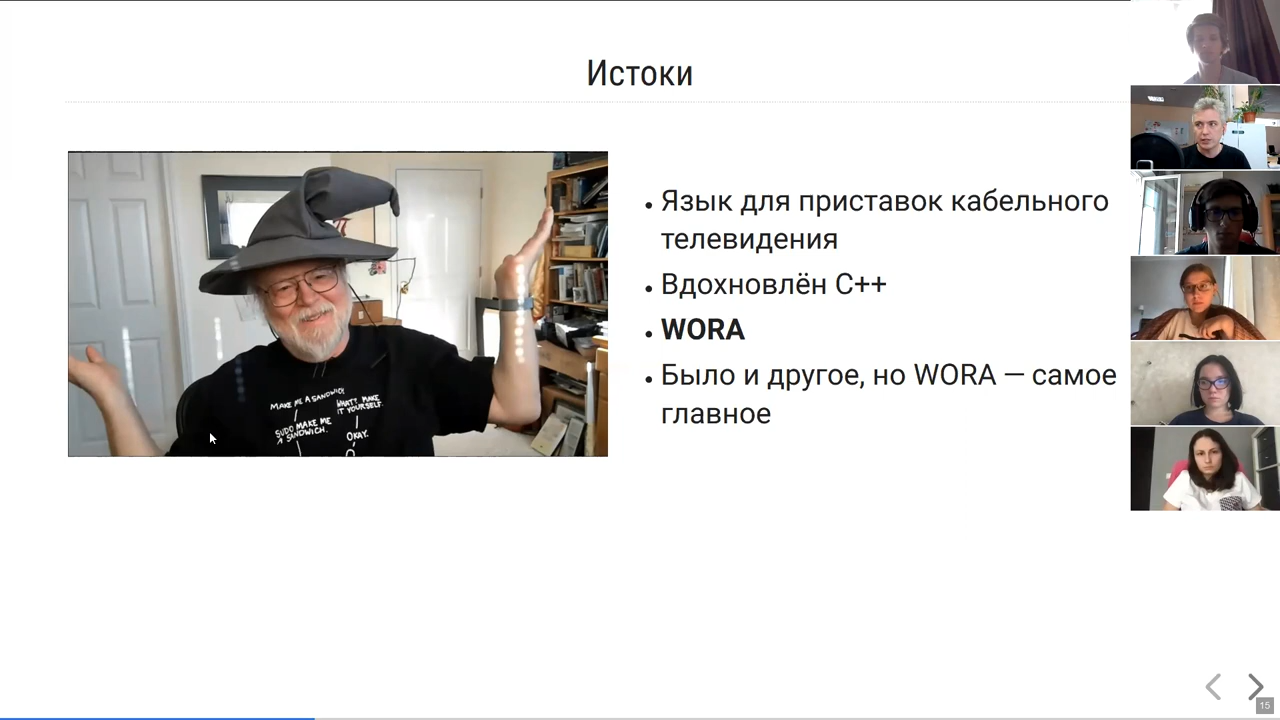 Истоки
• Язык для приставок кабельного
телевидения
• Вдохновлён C++
• WORA
• Было и другое, но WORA — самое
главное
MAKE ME A SANDWICH.
WHAT? MAKE
IT YOURSELF.
SUDO MAKE ME
A SANDWICH.
OKAY.
15